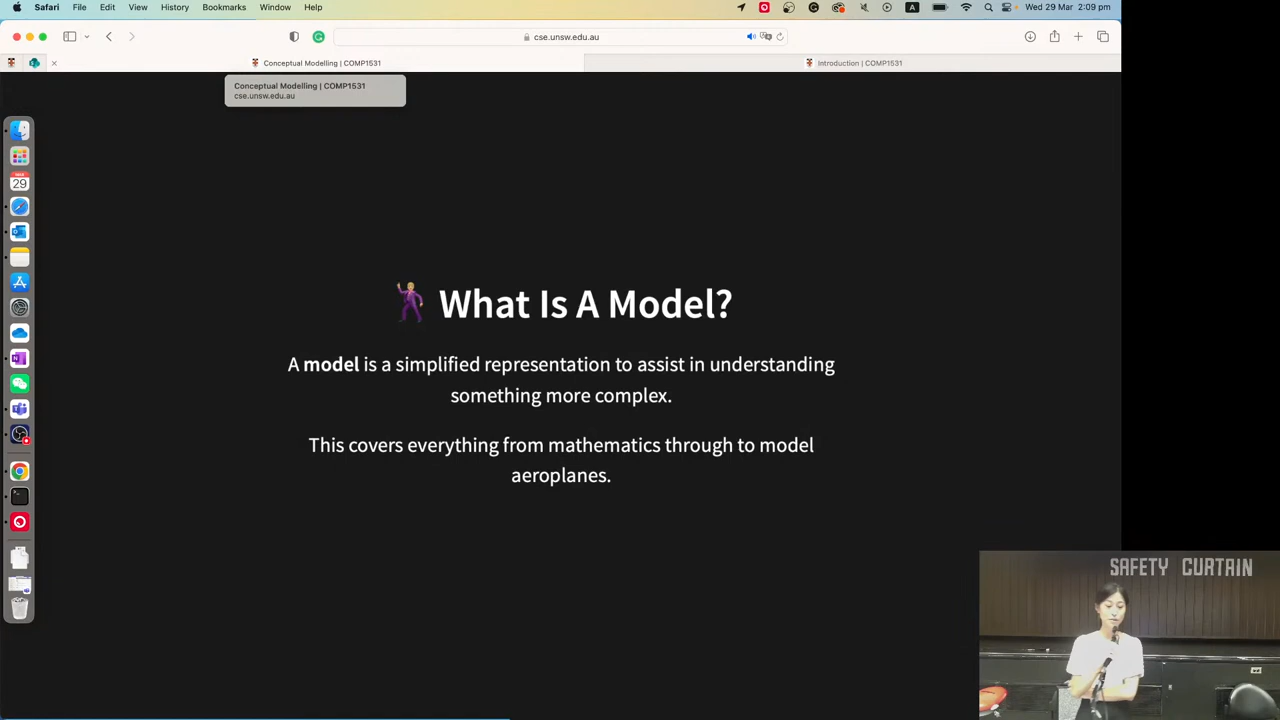 Safari File Edit View History Bookmarks Window Help
A
Wed 29 Mar 2:09 pm
cse.unsw.edu.au
Conceptual Modelling | COMP1531
Introduction | COMP1531
Conceptual Modelling | COMP1531
cse.unsw.edu.au
29
What Is A Model?
A model is a simplified representation to assist in understanding
something more complex.
This covers everything from mathematics through to model
aeroplanes.
SAFETY CURTAIN